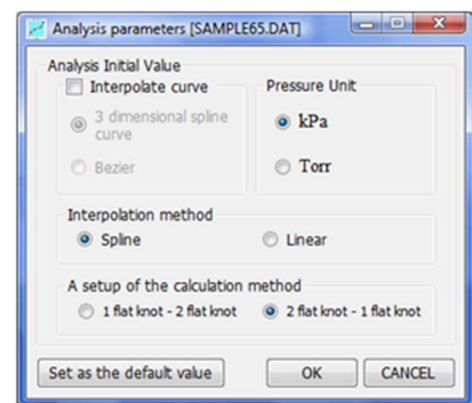 Analysis parameters [SAMPLE65.DAT]
Analysis Initial Value
Interpolate curve
3 dimensional spline
curve
Bezier
Pressure Unit
kPa
Torr
Interpolation method
Spline
Linear
A setup of the calculation method
1 flat knot - 2 flat knot
2 flat knot - 1 flat knot
Set as the default value
OK
CANCEL